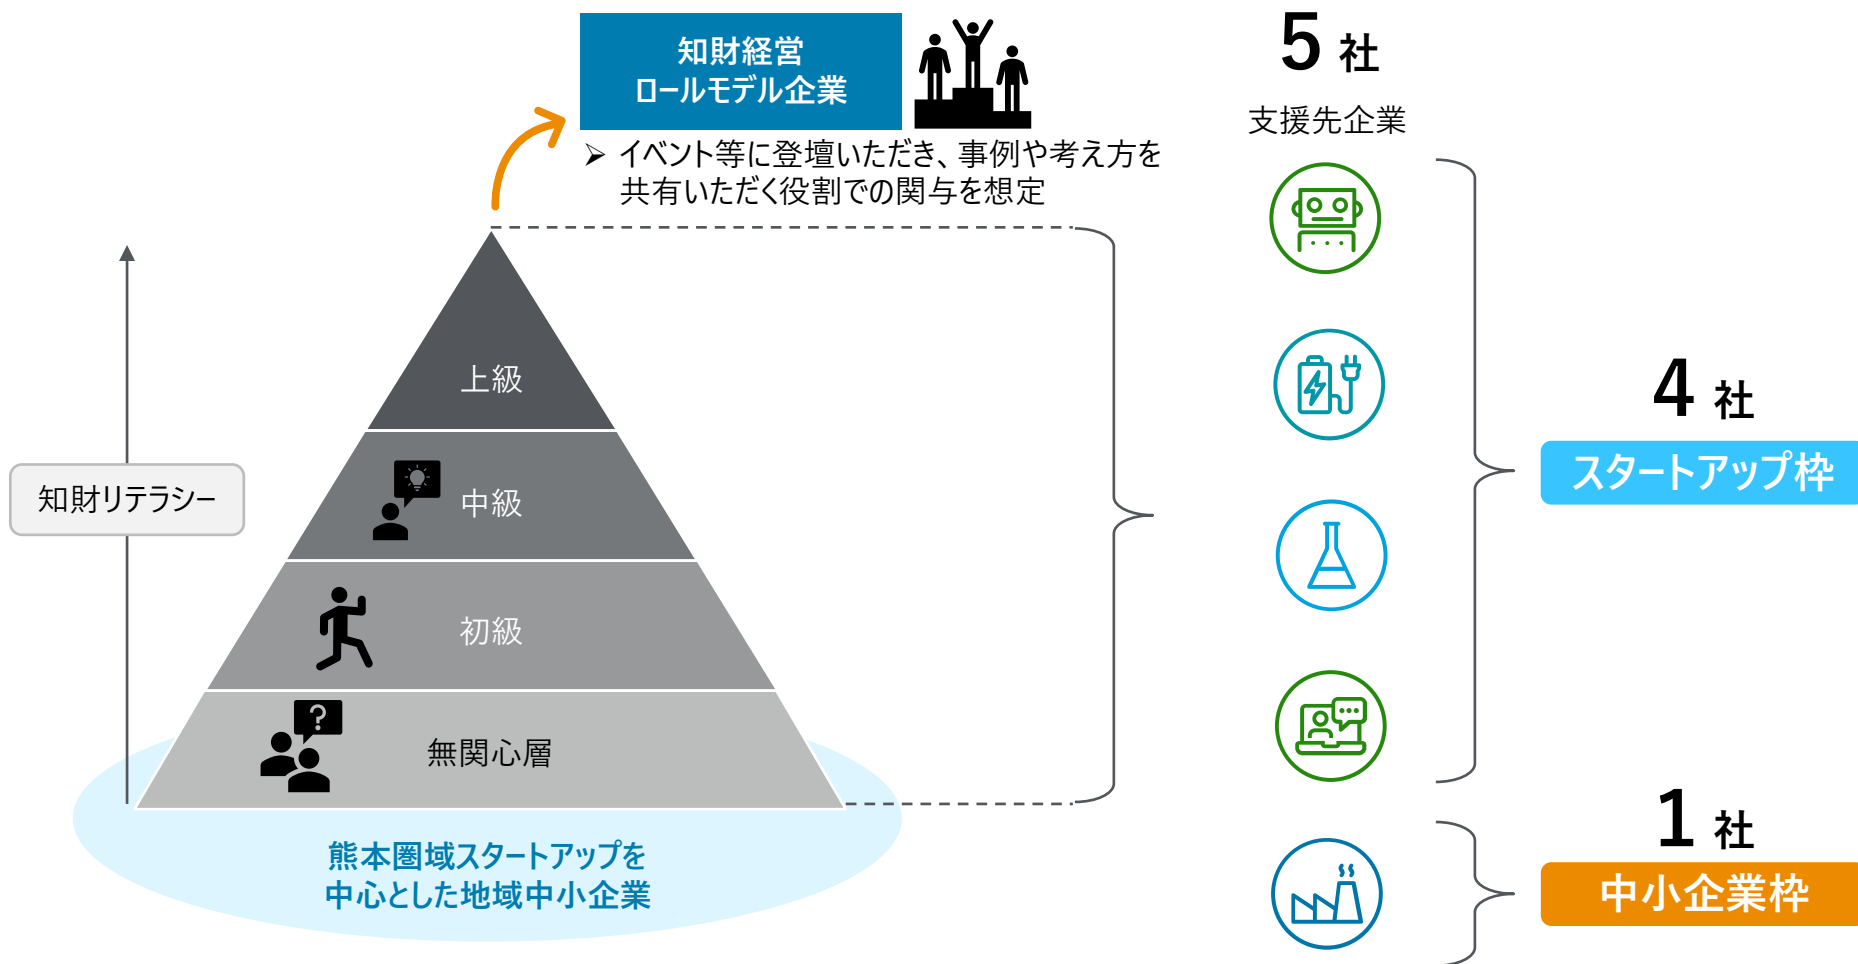 知財経営
ロールモデル企業
➢ イベント等に登壇いただき、事例や考え方を
共有いただく役割での関与を想定
知財リテラシー
上級
中級
初級
?
無関心層
熊本圏域スタートアップを
中心とした地域中小企業
5 社
支援先企業
4 社
スタートアップ枠
1 社
中小企業枠